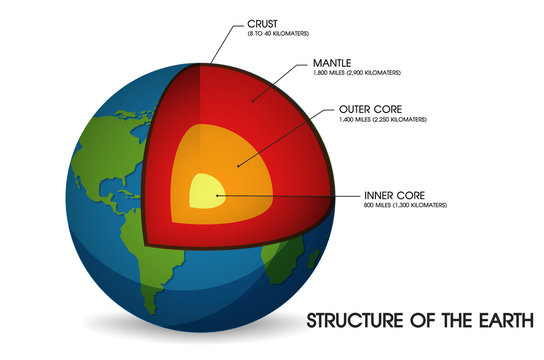 CRUST
(8 TO 40 KILOMATERS)
MANTLE
1,800 MILES (2,900 KILOMATERS)
OUTER CORE
1,400 MILES (2,250 KILOMATERS)
INNER CORE
800 MILES (1,300 KILOMATERS)
STRUCTURE OF THE EARTH